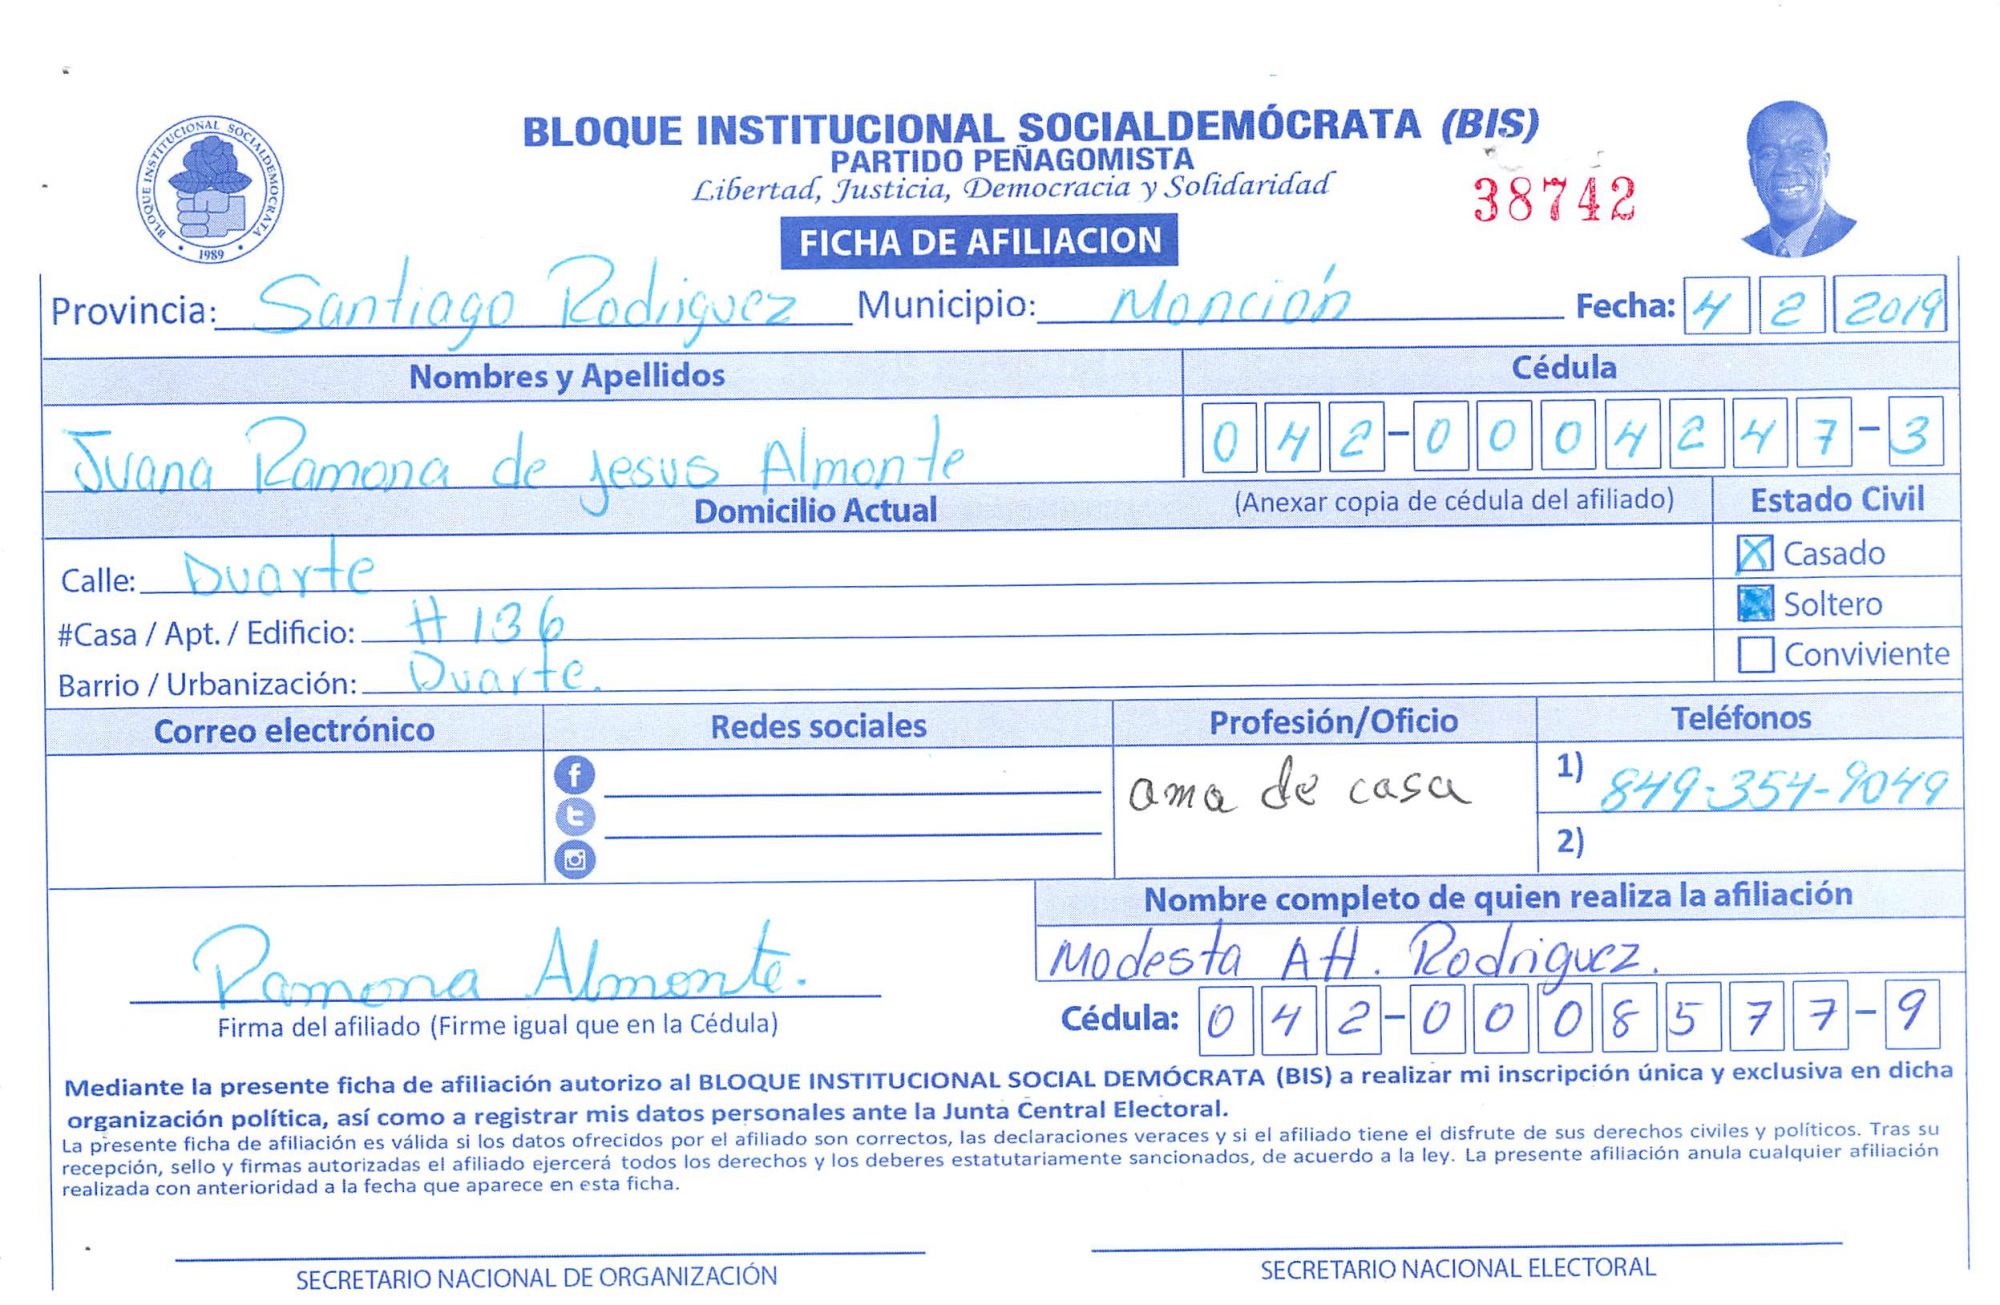 BLOQUE INSTITUCIONAL SOCIALDEMOCRATA
1989
BLOQUE INSTITUCIONAL SOCIALDEMÓCRATA (BIS)
PARTIDO PEÑAGOMISTA
Libertad, Justicia, Democracia y Solidaridad
38742
FICHA DE AFILIACION
Provincia: Santiago Rodriguez Municipio: Monción Fecha: 4 2 2019
Nombres y Apellidos Cédula
Juana Ramona de Jesus Almonte 042-0004247-3
Domicilio Actual (Anexar copia de cédula del afiliado) Estado Civil
Calle: Duarte X Casado
#Casa / Apt. / Edificio: # 136 Soltero
Barrio / Urbanización: Duarte. Conviviente
Correo electrónico Redes sociales Profesión/Oficio Teléfonos
ama de casa 1) 849-354-9049
2)
Nombre completo de quien realiza la afiliación
Modesta Alt. Rodriguez.
Ramona Almonte.
Firma del afiliado (Firme igual que en la Cédula) Cédula: 042-0008577-9
Mediante la presente ficha de afiliación autorizo al BLOQUE INSTITUCIONAL SOCIAL DEMÓCRATA (BIS) a realizar mi inscripción única y exclusiva en dicha
organización política, así como a registrar mis datos personales ante la Junta Central Electoral.
La presente ficha de afiliación es válida si los datos ofrecidos por el afiliado son correctos, las declaraciones veraces y si el afiliado tiene el disfrute de sus derechos civiles y políticos. Tras su
recepción, sello y firmas autorizadas el afiliado ejercerá todos los derechos y los deberes estatutariamente sancionados, de acuerdo a la ley. La presente afiliación anula cualquier afiliación
realizada con anterioridad a la fecha que aparece en esta ficha.
SECRETARIO NACIONAL DE ORGANIZACIÓN SECRETARIO NACIONAL ELECTORAL